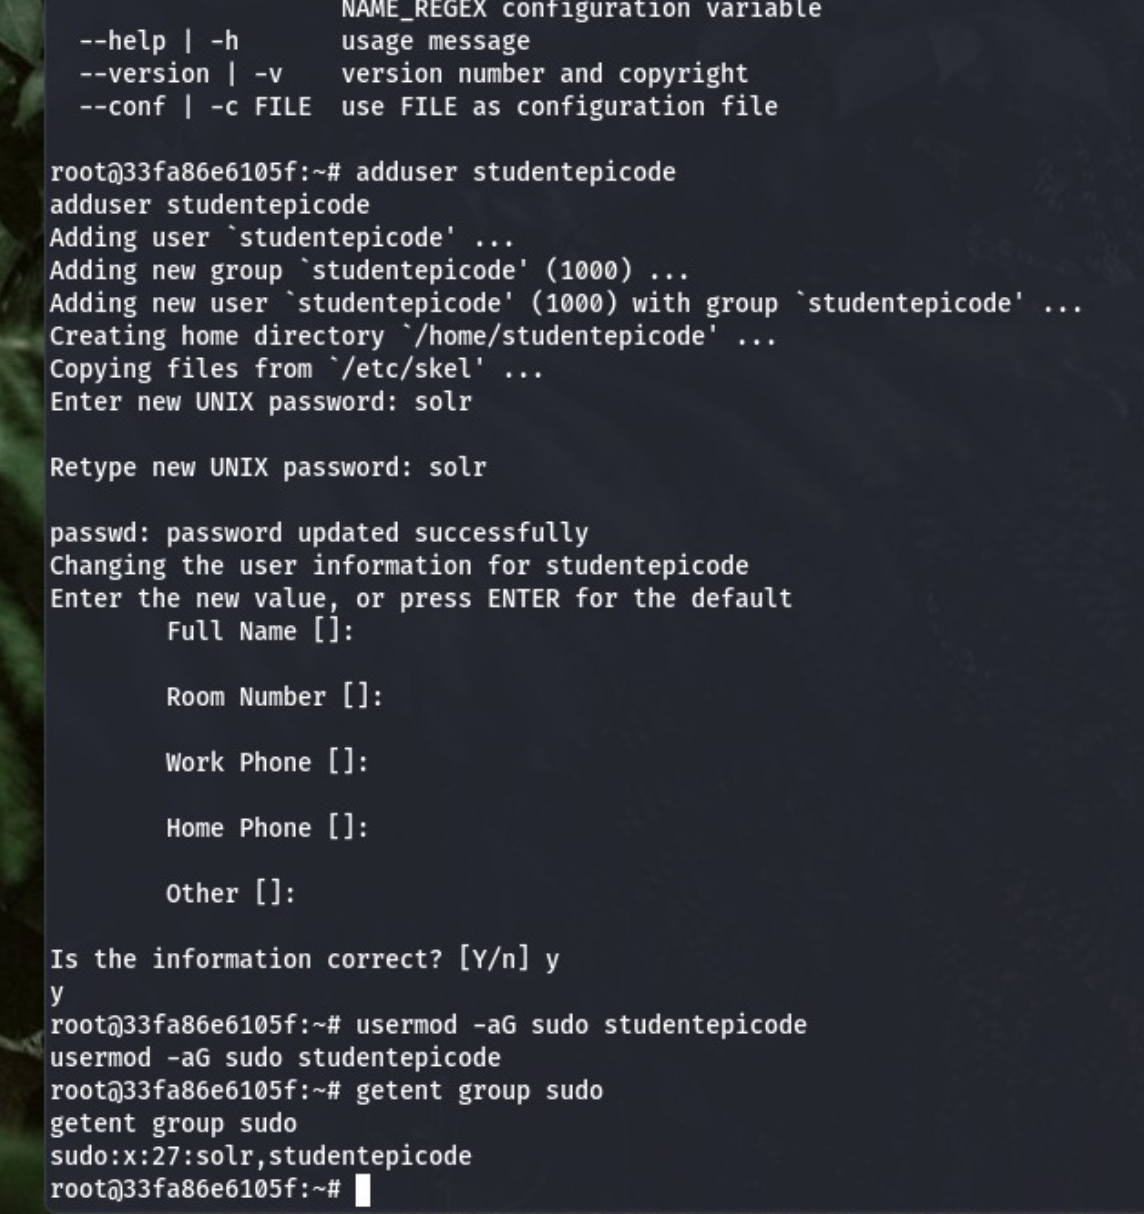 NAME_REGEX configuration variable
--help | -h usage message
--version | -v version number and copyright
--conf | -c FILE use FILE as configuration file
root@33fa86e6105f:~# adduser studentepicode
adduser studentepicode
Adding user `studentepicode' ...
Adding new group `studentepicode' (1000) ...
Adding new user `studentepicode' (1000) with group `studentepicode' ...
Creating home directory `/home/studentepicode' ...
Copying files from `/etc/skel' ...
Enter new UNIX password: solr
Retype new UNIX password: solr
passwd: password updated successfully
Changing the user information for studentepicode
Enter the new value, or press ENTER for the default
Full Name []:
Room Number []:
Work Phone []:
Home Phone []:
Other []:
Is the information correct? [Y/n] y
y
root@33fa86e6105f:~# usermod -aG sudo studentepicode
usermod -aG sudo studentepicode
root@33fa86e6105f:~# getent group sudo
getent group sudo
sudo:x:27:solr,studentepicode
root@33fa86e6105f:~#